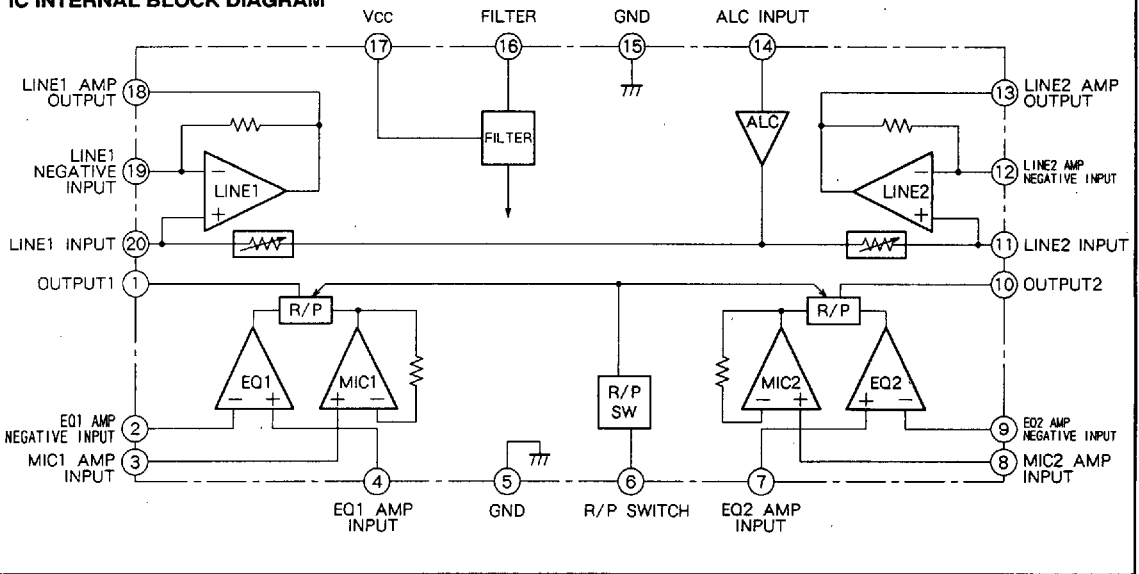 IC INTERNAL BLOCK DIAGRAM
Vcc
FILTER
GND
ALC INPUT
17
16
15
14
LINE1 AMP
OUTPUT
18
13
LINE2 AMP
OUTPUT
FILTER
ALC
LINE1
NEGATIVE
INPUT
19
12
LINE2 AMP
NEGATIVE INPUT
−
LINE1
+
−
LINE2
+
LINE1 INPUT
20
11
LINE2 INPUT
OUTPUT1
1
10
OUTPUT2
R/P
R/P
EQ1
− +
MIC1
+ −
R/P
SW
MIC2
− +
EQ2
+ −
EQ1 AMP
NEGATIVE INPUT
2
9
EQ2 AMP
NEGATIVE INPUT
MIC1 AMP
INPUT
3
8
MIC2 AMP
INPUT
4
5
6
7
EQ1 AMP
INPUT
GND
R/P SWITCH
EQ2 AMP
INPUT